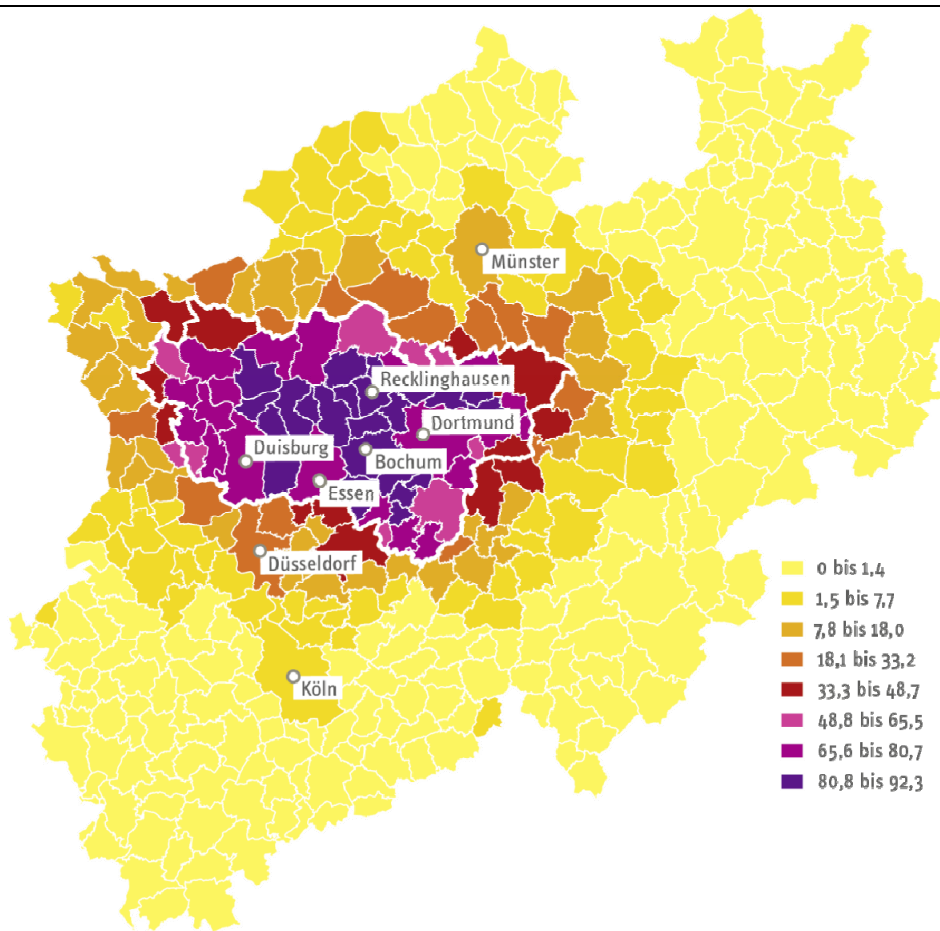 Münster
Recklinghausen
Dortmund
Duisburg
Bochum
Essen
Düsseldorf
Köln
0 bis 1,4
1,5 bis 7,7
7,8 bis 18,0
18,1 bis 33,2
33,3 bis 48,7
48,8 bis 65,5
65,6 bis 80,7
80,8 bis 92,3